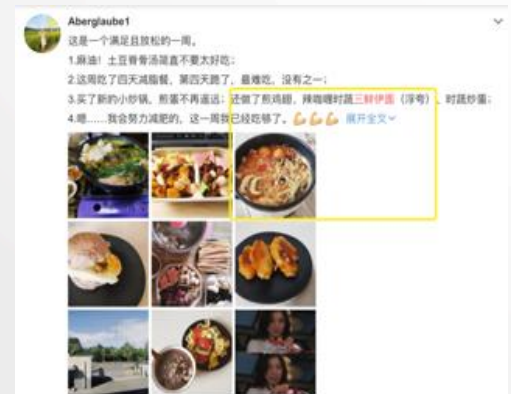 Aberglaube1
这是一个满足且放松的一周。
1.麻油！土豆脊骨汤简直不要太好吃；
2.这周吃了四天减脂餐，第四天跪了，最难吃，没有之一；
3.买了新的小炒锅，煎蛋不再遥远；还做了煎鸡翅，辣咖喱时蔬三鲜伊面（浮夸），时蔬炒蛋；
4.嗯……我会努力减肥的，这一周我已经吃够了。💪💪💪 展开全文